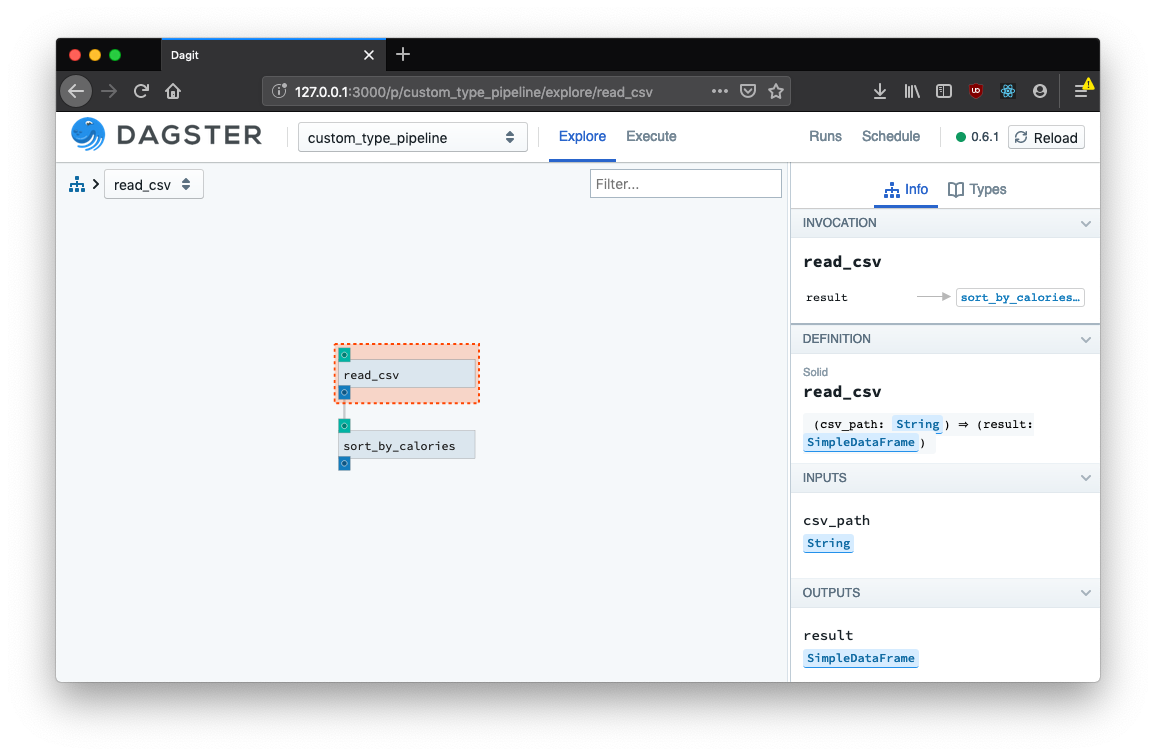 Dagit
127.0.0.1:3000/p/custom_type_pipeline/explore/read_csv
DAGSTER
custom_type_pipeline
Explore
Execute
Runs
Schedule
0.6.1
Reload
read_csv
Filter...
Info
Types
INVOCATION
read_csv
result
sort_by_calories…
DEFINITION
Solid
read_csv
(csv_path: String) ⇒ (result:
SimpleDataFrame)
INPUTS
csv_path
String
OUTPUTS
result
SimpleDataFrame
read_csv
sort_by_calories